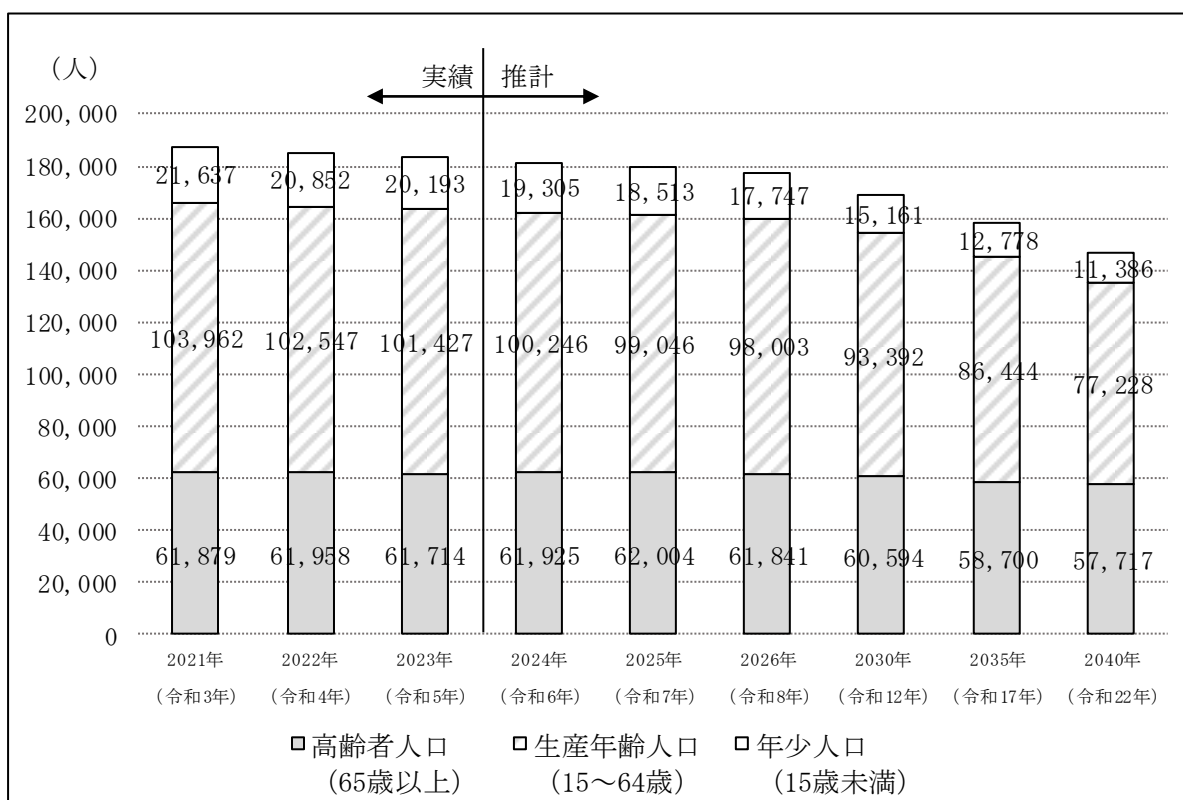 （人）
実績 推計
200,000
180,000
160,000
140,000
120,000
100,000
80,000
60,000
40,000
20,000
0
21,637 20,852 20,193 19,305 18,513 17,747 15,161 12,778 11,386
103,962 102,547 101,427 100,246 99,046 98,003 93,392 86,444 77,228
61,879 61,958 61,714 61,925 62,004 61,841 60,594 58,700 57,717
2021年 2022年 2023年 2024年 2025年 2026年 2030年 2035年 2040年
（令和3年） （令和4年） （令和5年） （令和6年） （令和7年） （令和8年） （令和12年） （令和17年） （令和22年）
高齢者人口 生産年齢人口 年少人口
（65歳以上） （15～64歳） （15歳未満）